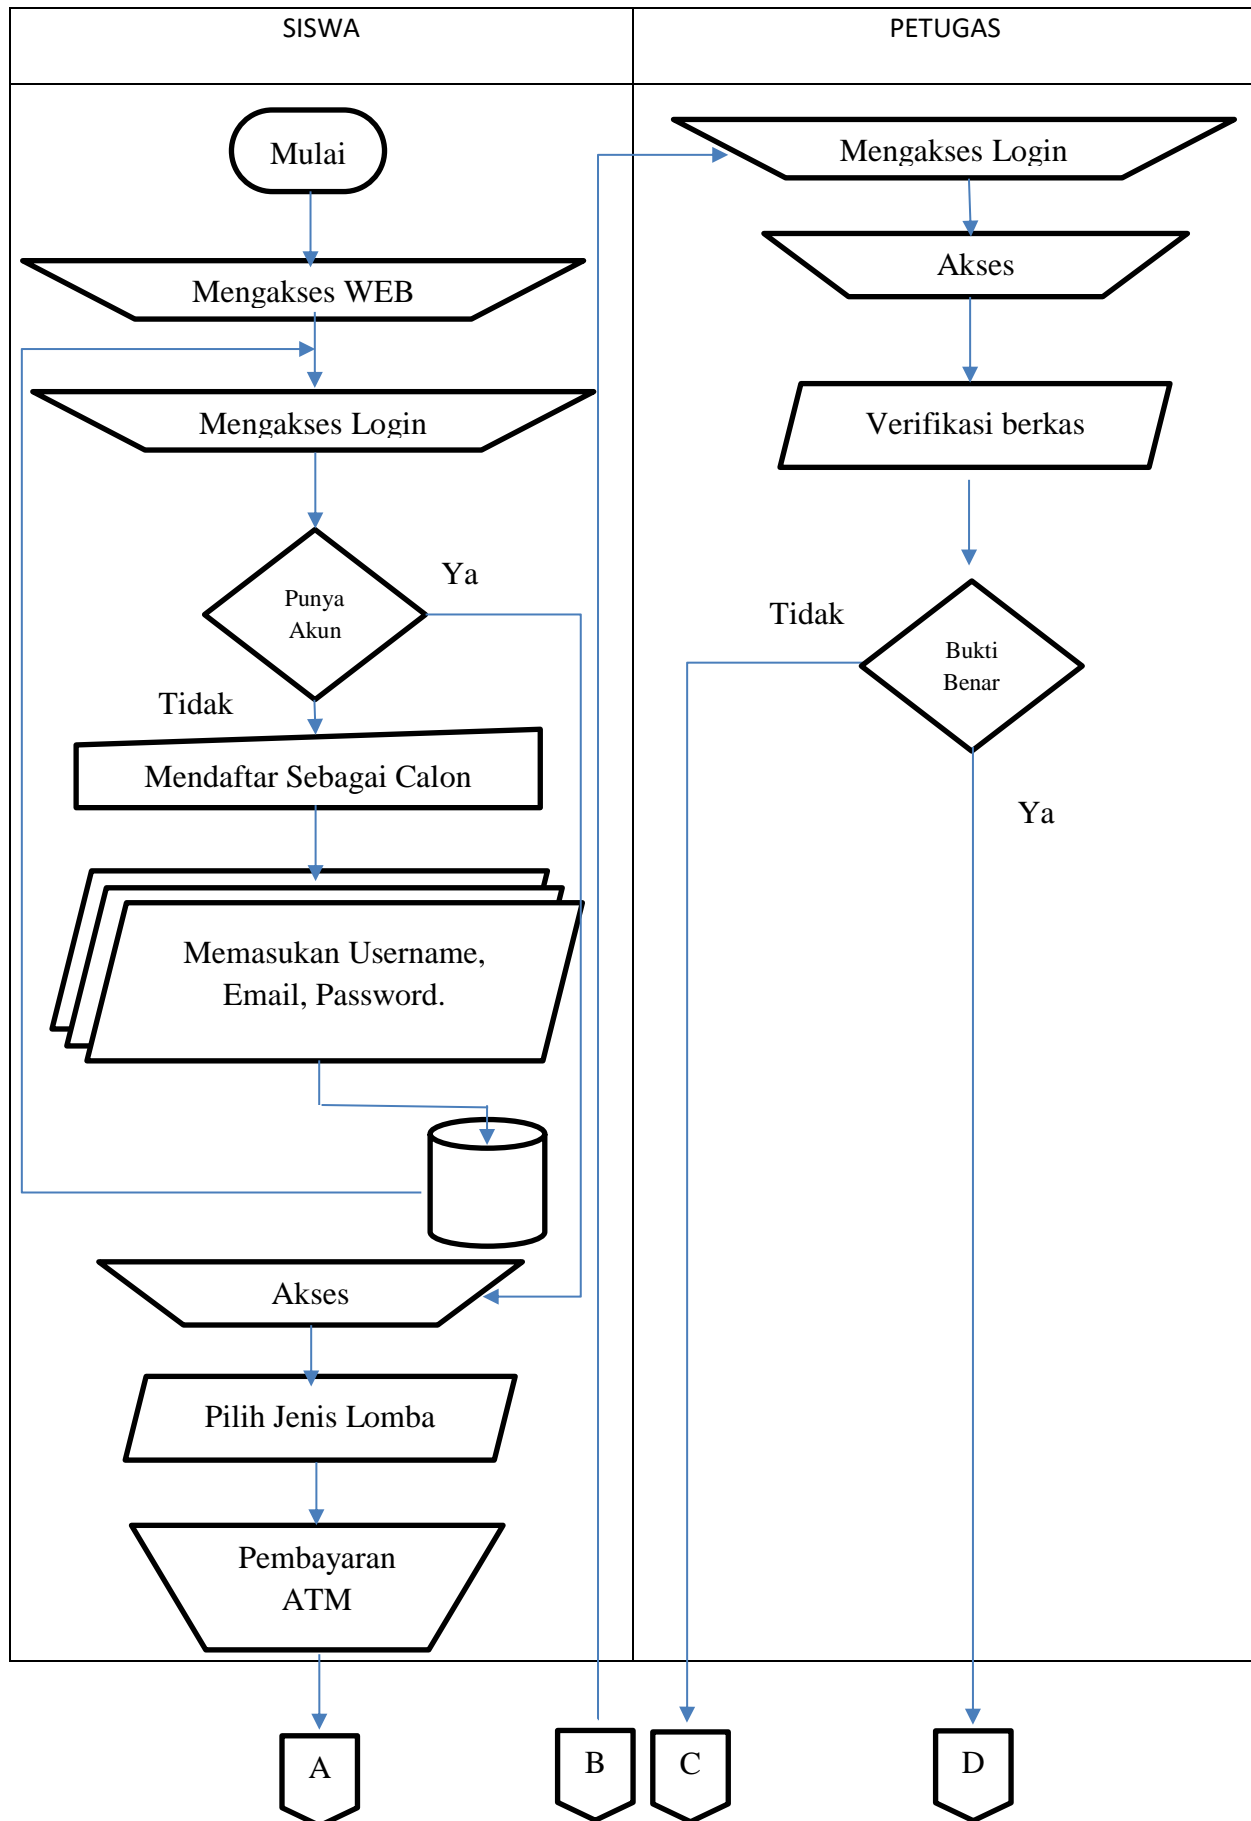 SISWA
PETUGAS
Mulai
Mengakses WEB
Mengakses Login
Punya
Akun
Ya
Tidak
Mendaftar Sebagai Calon
Memasukan Username,
Email, Password.
Akses
Pilih Jenis Lomba
Pembayaran
ATM
A
Mengakses Login
Akses
Verifikasi berkas
Bukti
Benar
Tidak
Ya
B
C
D